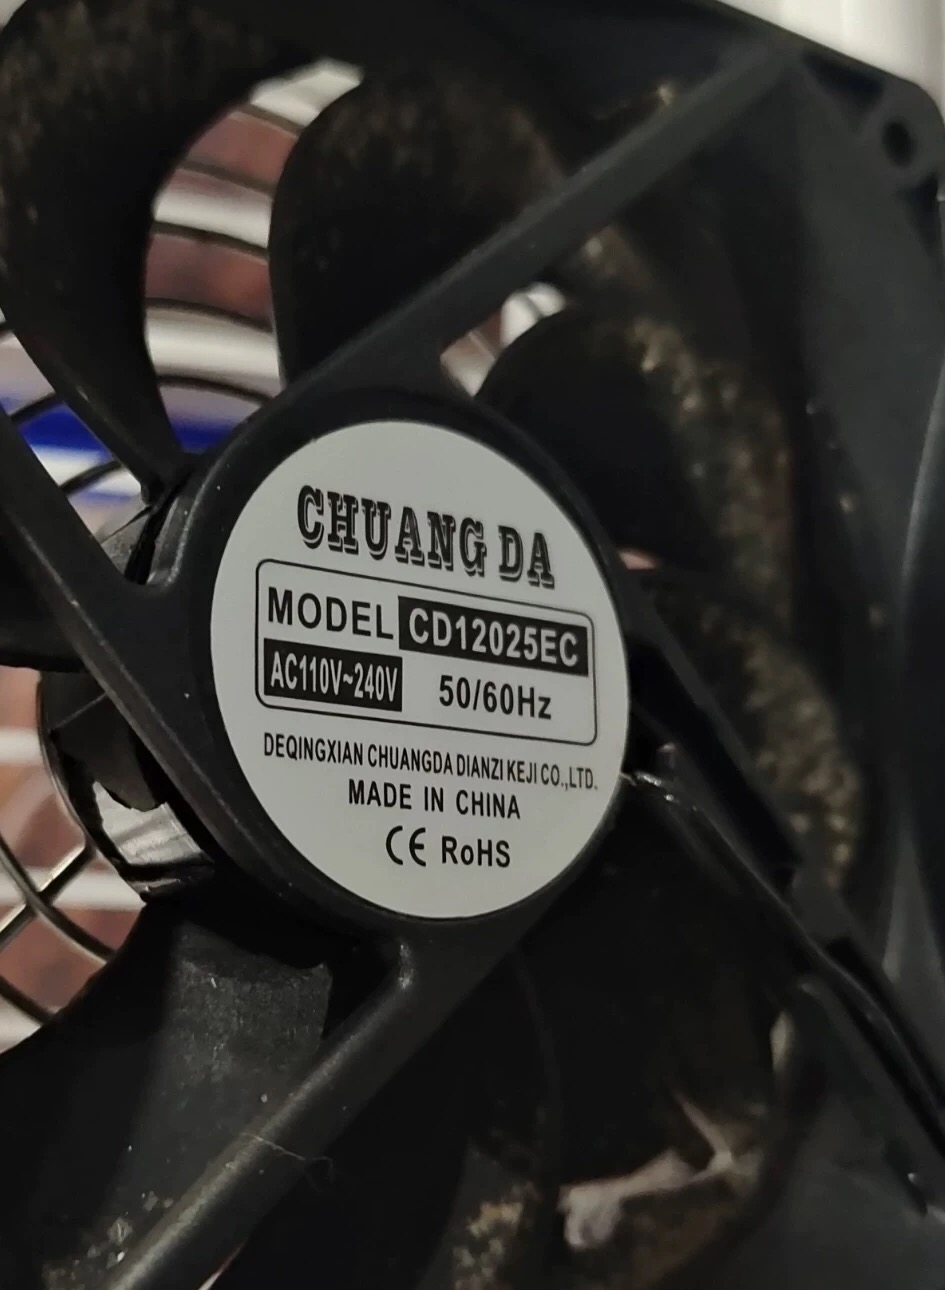 CHUANG DA
MODEL CD12025EC
AC110V~240V 50/60Hz
DEQINGXIAN CHUANGDA DIANZI KEJI CO.,LTD.
MADE IN CHINA
CE RoHS